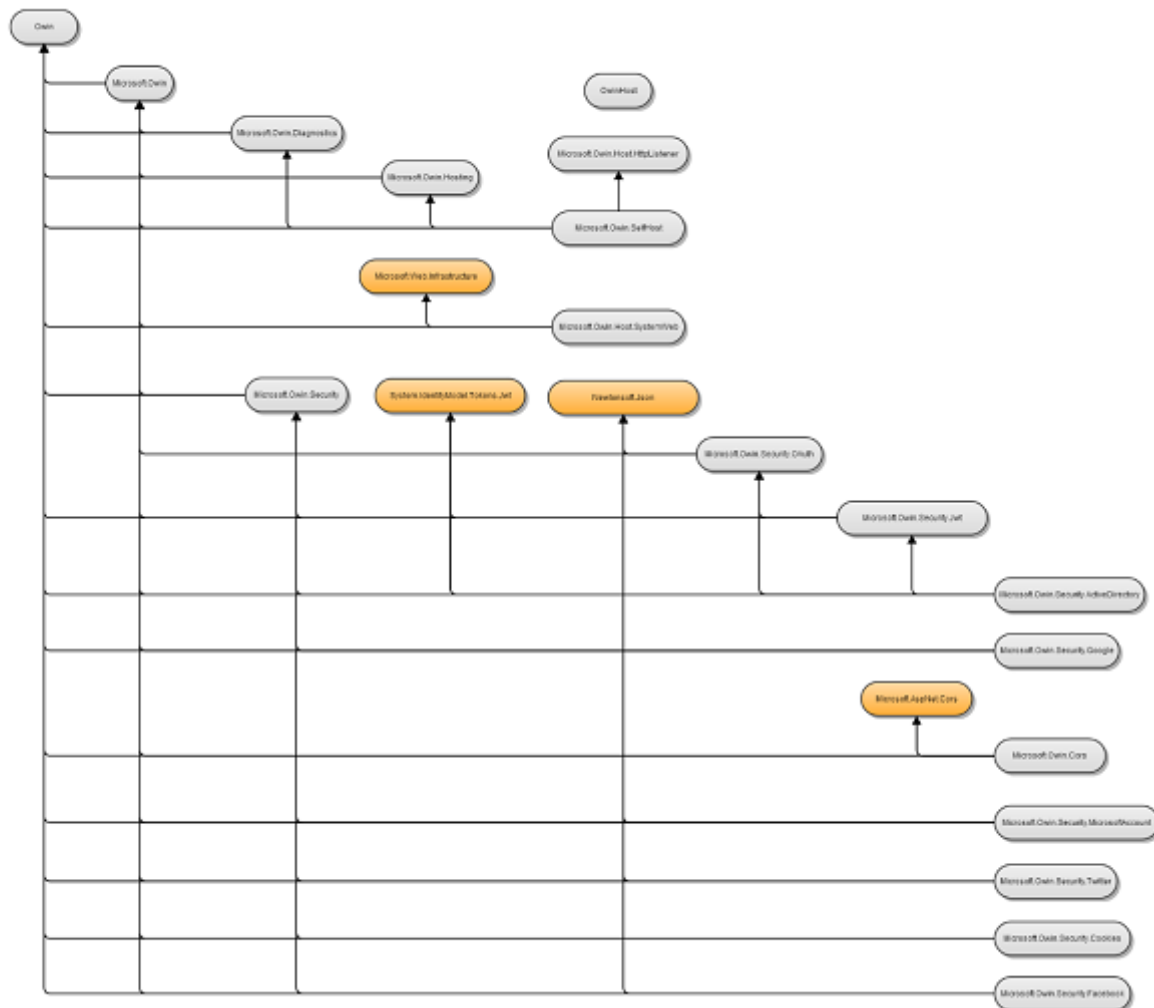 Owin
Microsoft.Owin
OwinHost
Microsoft.Owin.Diagnostics
Microsoft.Owin.Host.HttpListener
Microsoft.Owin.Hosting
Microsoft.Owin.SelfHost
Microsoft.Web.Infrastructure
Microsoft.Owin.Host.SystemWeb
Microsoft.Owin.Security
System.IdentityModel.Tokens.Jwt
Newtonsoft.Json
Microsoft.Owin.Security.OAuth
Microsoft.Owin.Security.Jwt
Microsoft.Owin.Security.ActiveDirectory
Microsoft.Owin.Security.Google
Microsoft.AspNet.Cors
Microsoft.Owin.Cors
Microsoft.Owin.Security.MicrosoftAccount
Microsoft.Owin.Security.Twitter
Microsoft.Owin.Security.Cookies
Microsoft.Owin.Security.Facebook